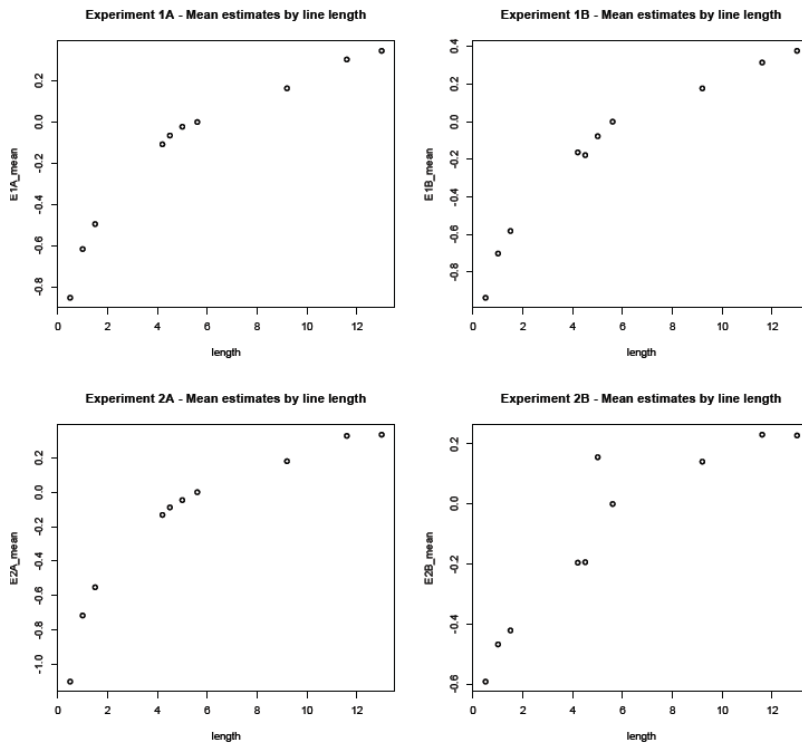 Experiment 1A - Mean estimates by line length
E1A_mean
0.2
0.0
-0.2
-0.4
-0.6
-0.8
0 2 4 6 8 10 12
length
Experiment 1B - Mean estimates by line length
E1B_mean
0.4
0.2
0.0
-0.2
-0.4
-0.6
-0.8
0 2 4 6 8 10 12
length
Experiment 2A - Mean estimates by line length
E2A_mean
0.2
0.0
-0.2
-0.4
-0.6
-0.8
-1.0
0 2 4 6 8 10 12
length
Experiment 2B - Mean estimates by line length
E2B_mean
0.2
0.0
-0.2
-0.4
-0.6
0 2 4 6 8 10 12
length